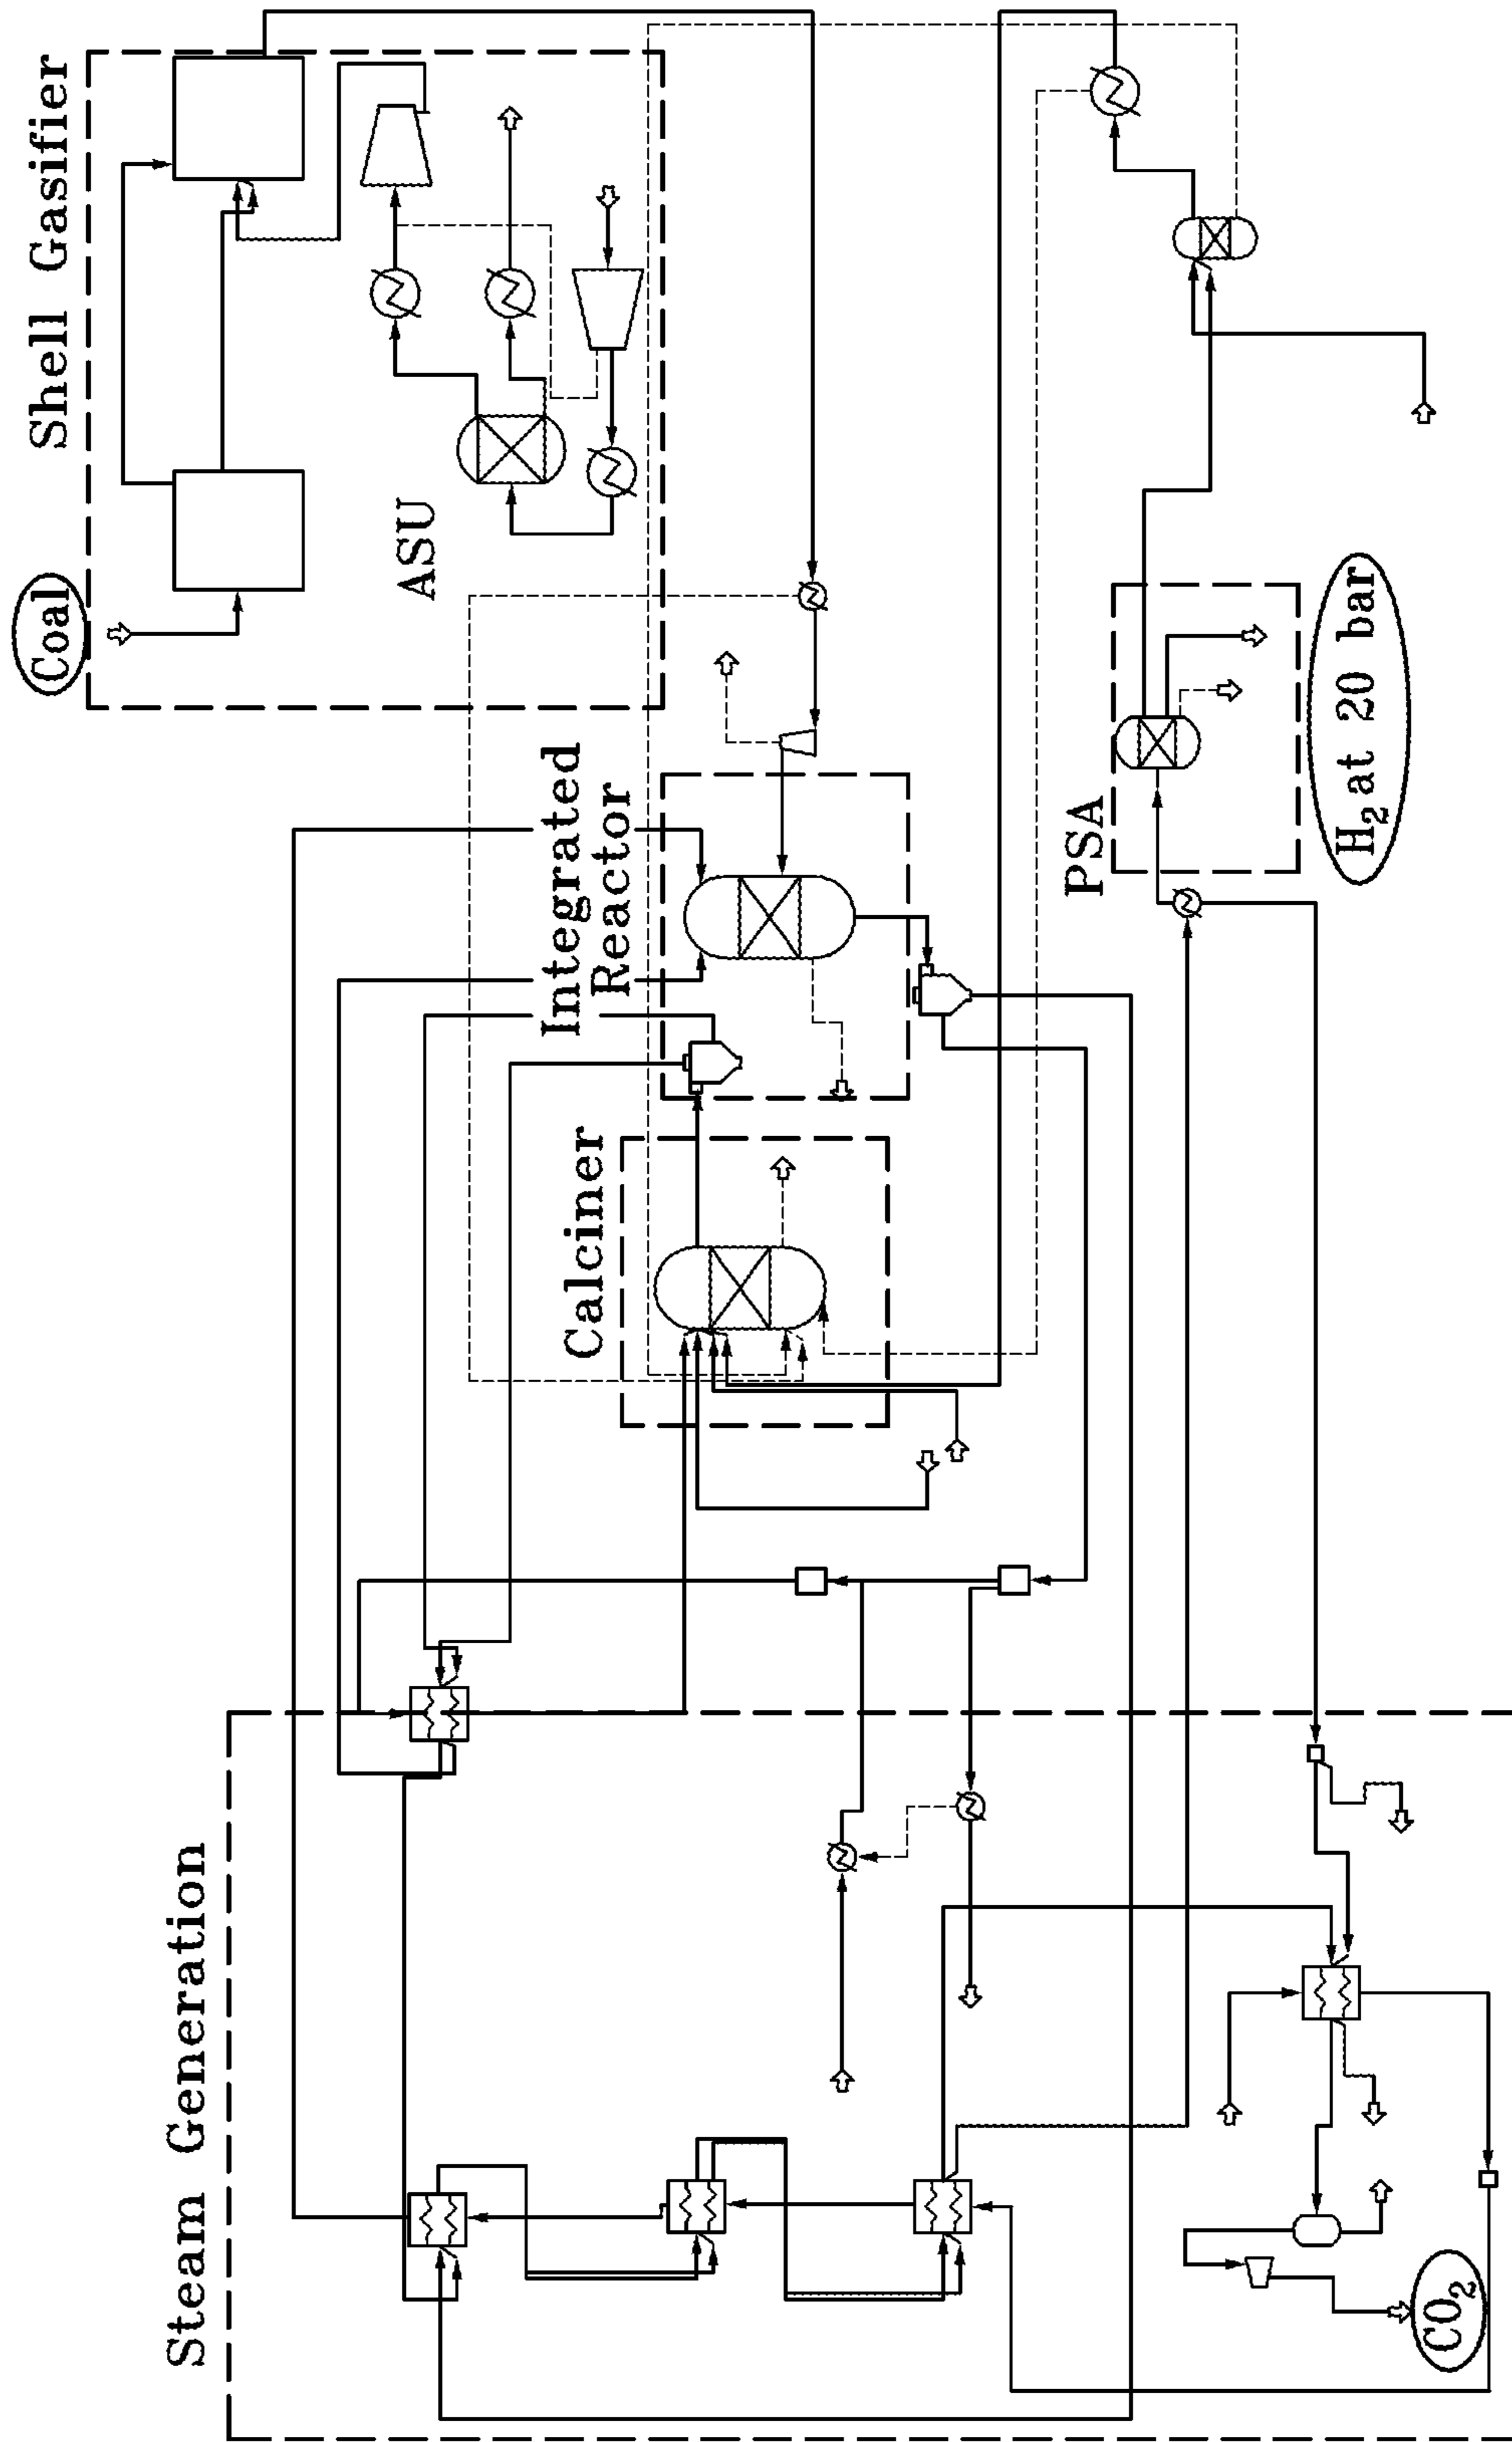 Steam Generation
Calciner
Integrated
Reactor
Shell Gasifier
Coal
ASU
PSA
H₂ at 20 bar
CO₂